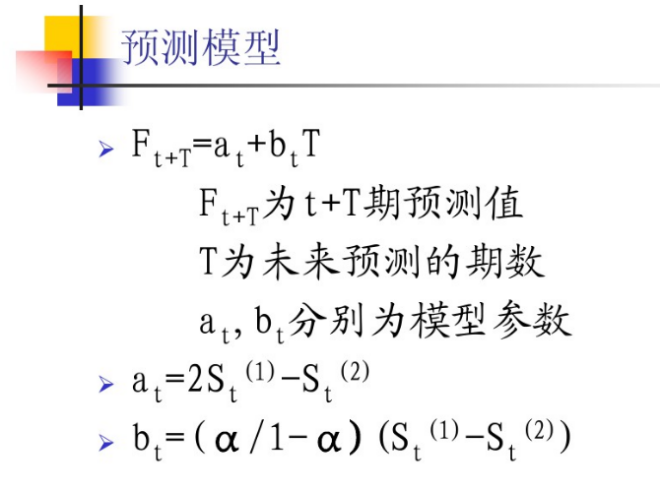 预测模型
F_{t+T}=a_t+b_tT
F_{t+T}为t+T期预测值
T为未来预测的期数
a_t,b_t分别为模型参数
a_t=2S_t^{(1)}-S_t^{(2)}
b_t=(α/1-α)(S_t^{(1)}-S_t^{(2)})